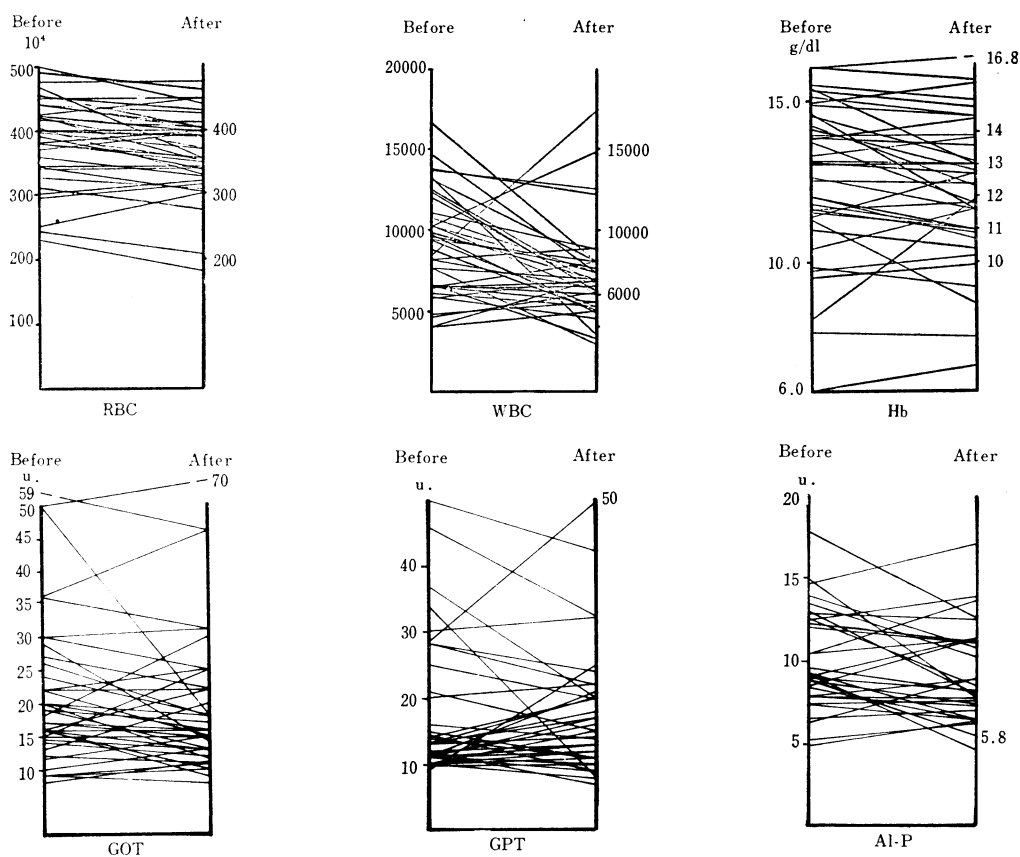 Before After
10⁴
500
400
300
200
100
400
300
200
RBC
Before After
20000
15000
10000
5000
15000
10000
6000
WBC
Before After
g/dl
15.0
10.0
6.0
16.8
14
13
12
11
10
Hb
Before After
u.
59
50
45
40
35
30
25
20
15
10
70
GOT
Before After
u.
40
30
20
10
50
GPT
Before After
u.
20
15
10
5
5.8
Al-P